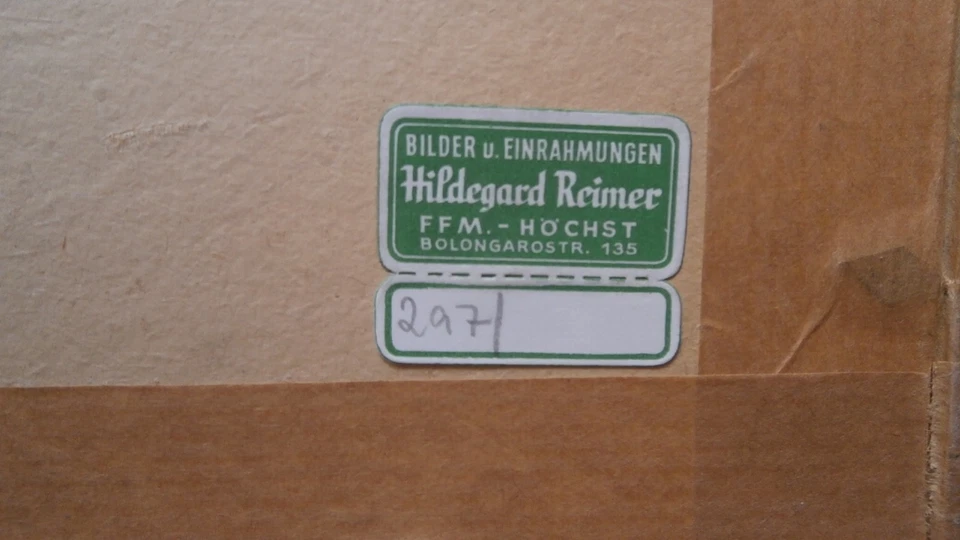 BILDER u. EINRAHMUNGEN
Hildegard Reimer
FFM. - HÖCHST
BOLONGAROSTR. 135
297